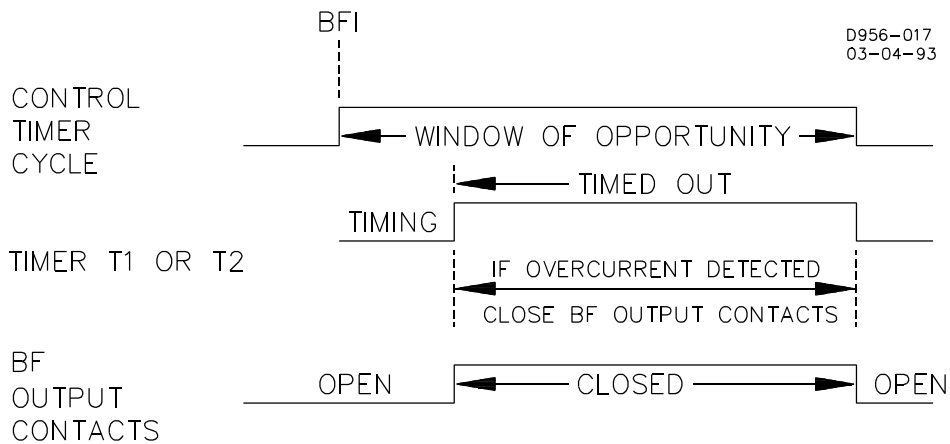 BFI
D956-017
03-04-93
CONTROL
TIMER
CYCLE
WINDOW OF OPPORTUNITY
TIMED OUT
TIMING
TIMER T1 OR T2
IF OVERCURRENT DETECTED
CLOSE BF OUTPUT CONTACTS
BF
OUTPUT
CONTACTS
OPEN
CLOSED
OPEN